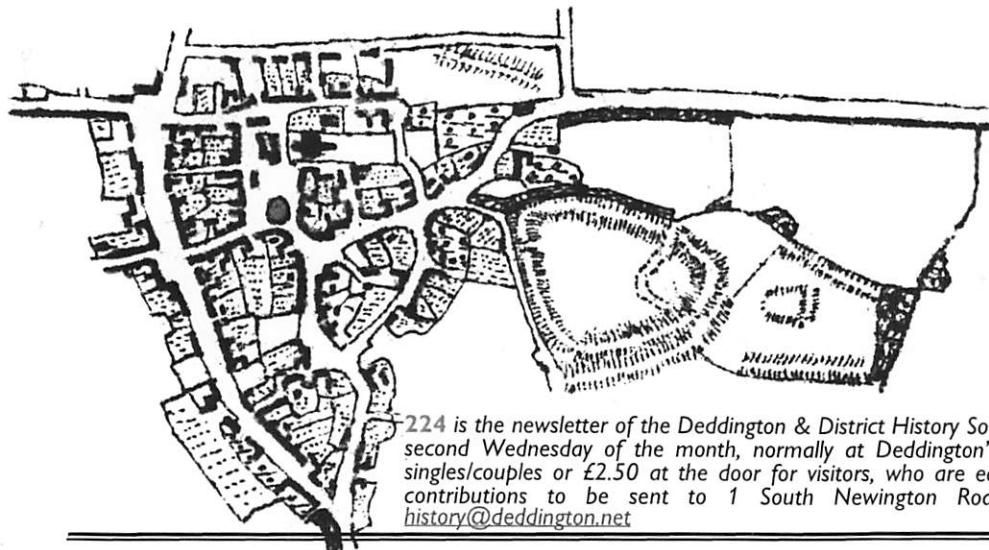 224 is the newsletter of the Deddington & District History So
second Wednesday of the month, normally at Deddington'
singles/couples or £2.50 at the door for visitors, who are e
contributions to be sent to 1 South Newington Roa
history@deddington.net